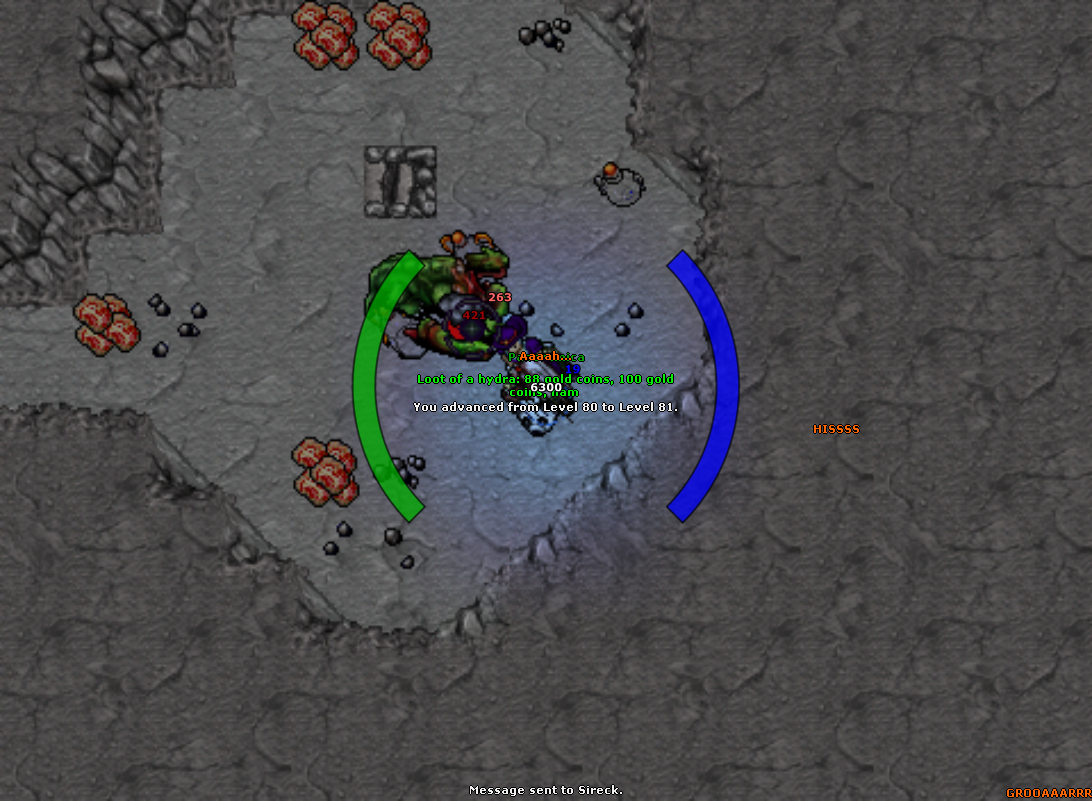 263
421
Aaaah...
19
Loot of a hydra: 88 gold coins, 100 gold
coins, ham
6300
You advanced from Level 80 to Level 81.
HISSSS
Message sent to Sireck.
GROOAAARRR